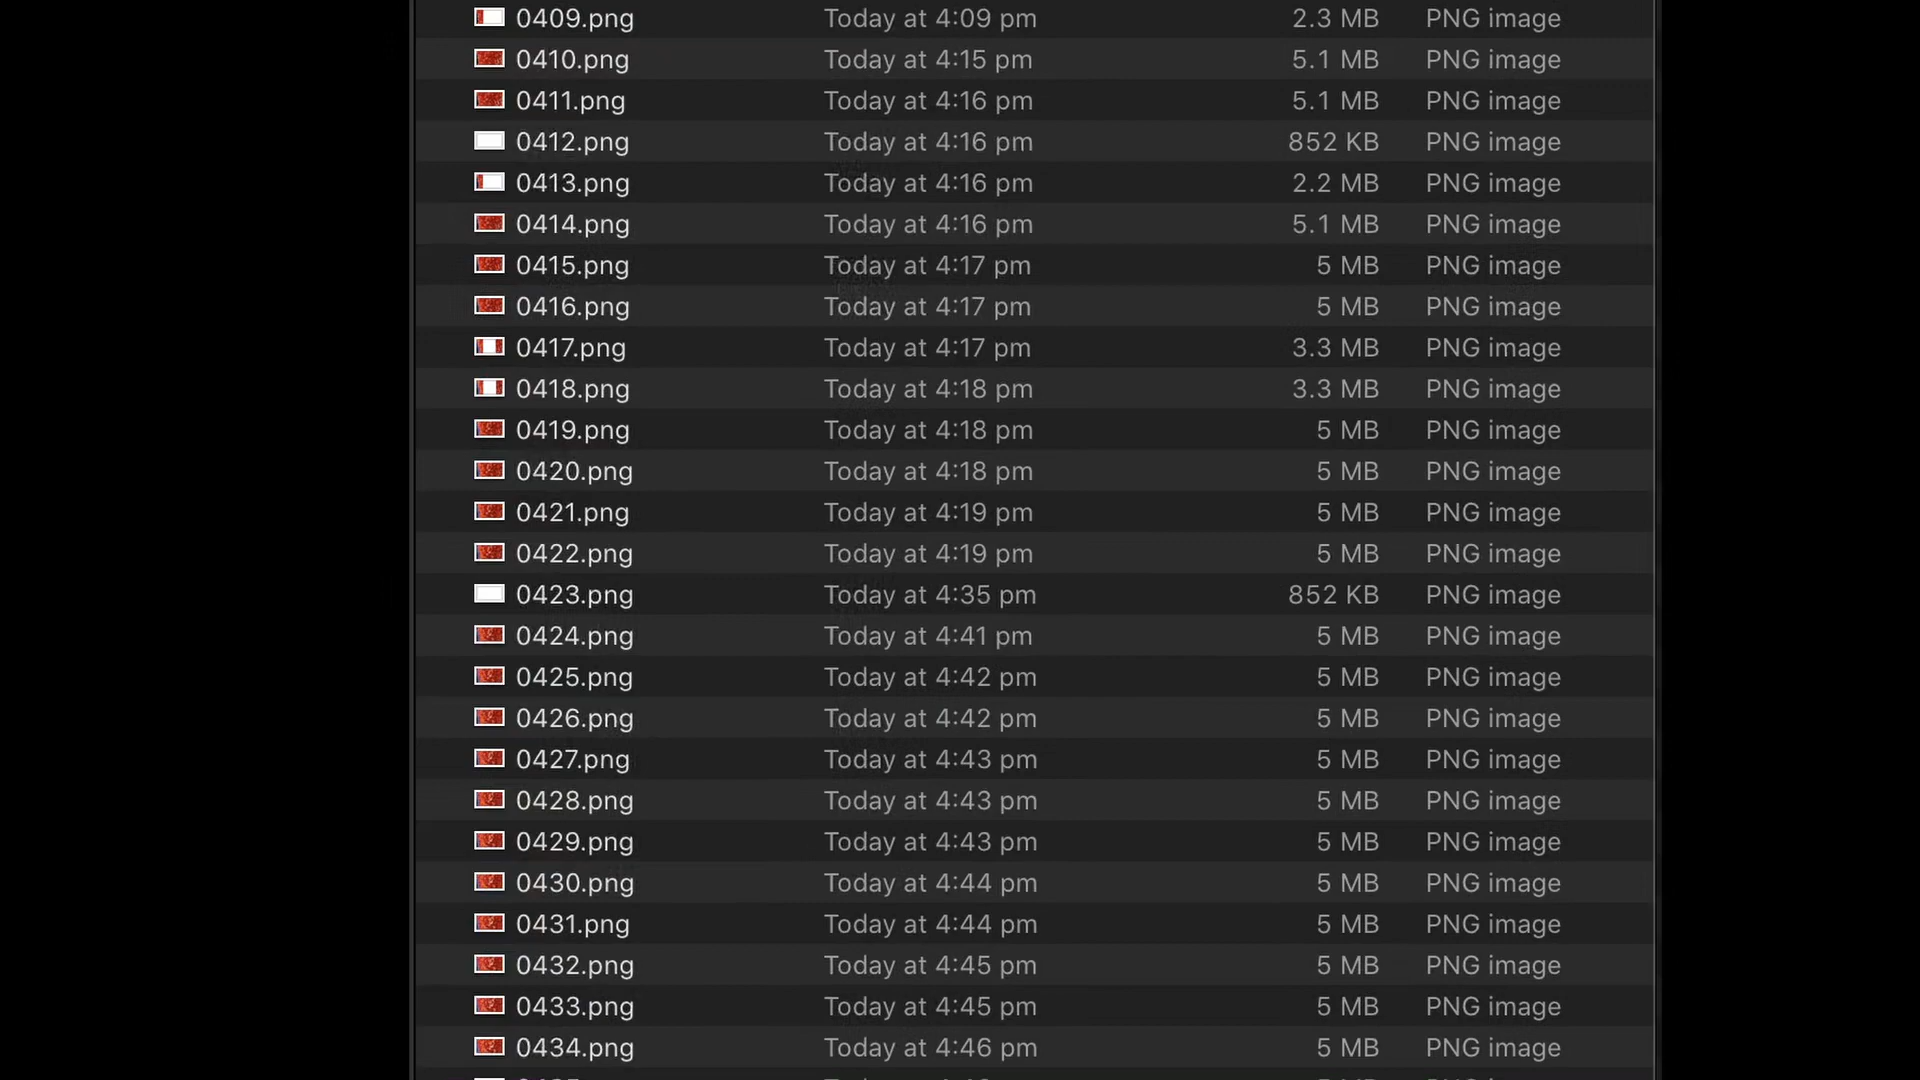 0409.png Today at 4:09 pm 2.3 MB PNG image
0410.png Today at 4:15 pm 5.1 MB PNG image
0411.png Today at 4:16 pm 5.1 MB PNG image
0412.png Today at 4:16 pm 852 KB PNG image
0413.png Today at 4:16 pm 2.2 MB PNG image
0414.png Today at 4:16 pm 5.1 MB PNG image
0415.png Today at 4:17 pm 5 MB PNG image
0416.png Today at 4:17 pm 5 MB PNG image
0417.png Today at 4:17 pm 3.3 MB PNG image
0418.png Today at 4:18 pm 3.3 MB PNG image
0419.png Today at 4:18 pm 5 MB PNG image
0420.png Today at 4:18 pm 5 MB PNG image
0421.png Today at 4:19 pm 5 MB PNG image
0422.png Today at 4:19 pm 5 MB PNG image
0423.png Today at 4:35 pm 852 KB PNG image
0424.png Today at 4:41 pm 5 MB PNG image
0425.png Today at 4:42 pm 5 MB PNG image
0426.png Today at 4:42 pm 5 MB PNG image
0427.png Today at 4:43 pm 5 MB PNG image
0428.png Today at 4:43 pm 5 MB PNG image
0429.png Today at 4:43 pm 5 MB PNG image
0430.png Today at 4:44 pm 5 MB PNG image
0431.png Today at 4:44 pm 5 MB PNG image
0432.png Today at 4:45 pm 5 MB PNG image
0433.png Today at 4:45 pm 5 MB PNG image
0434.png Today at 4:46 pm 5 MB PNG image